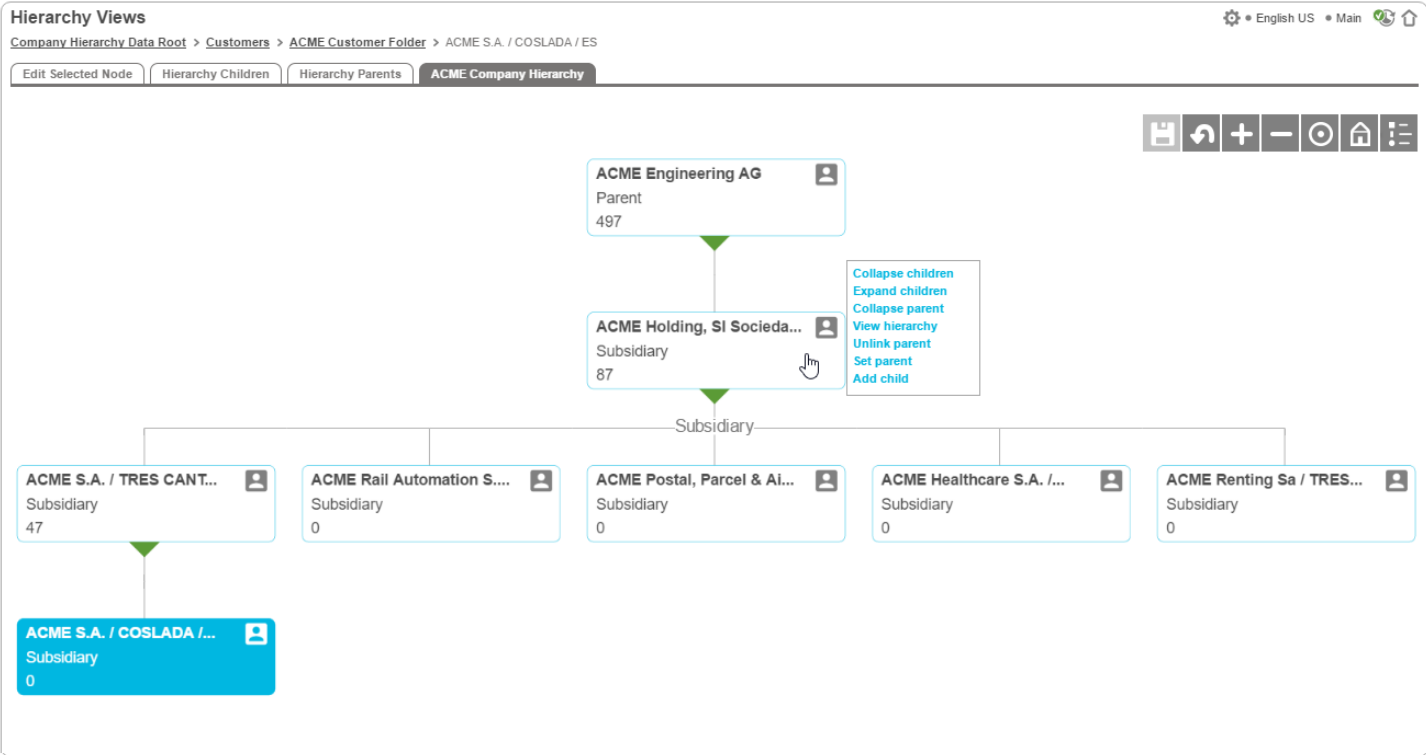 Hierarchy Views
English US
Main
Company Hierarchy Data Root > Customers > ACME Customer Folder > ACME S.A. / COSLADA / ES
Edit Selected Node
Hierarchy Children
Hierarchy Parents
ACME Company Hierarchy
ACME Engineering AG
Parent
497
ACME Holding, SI Socieda...
Subsidiary
87
Collapse children
Expand children
Collapse parent
View hierarchy
Unlink parent
Set parent
Add child
Subsidiary
ACME S.A. / TRES CANT...
Subsidiary
47
ACME Rail Automation S....
Subsidiary
0
ACME Postal, Parcel & Ai...
Subsidiary
0
ACME Healthcare S.A. /...
Subsidiary
0
ACME Renting Sa / TRES...
Subsidiary
0
ACME S.A. / COSLADA /...
Subsidiary
0